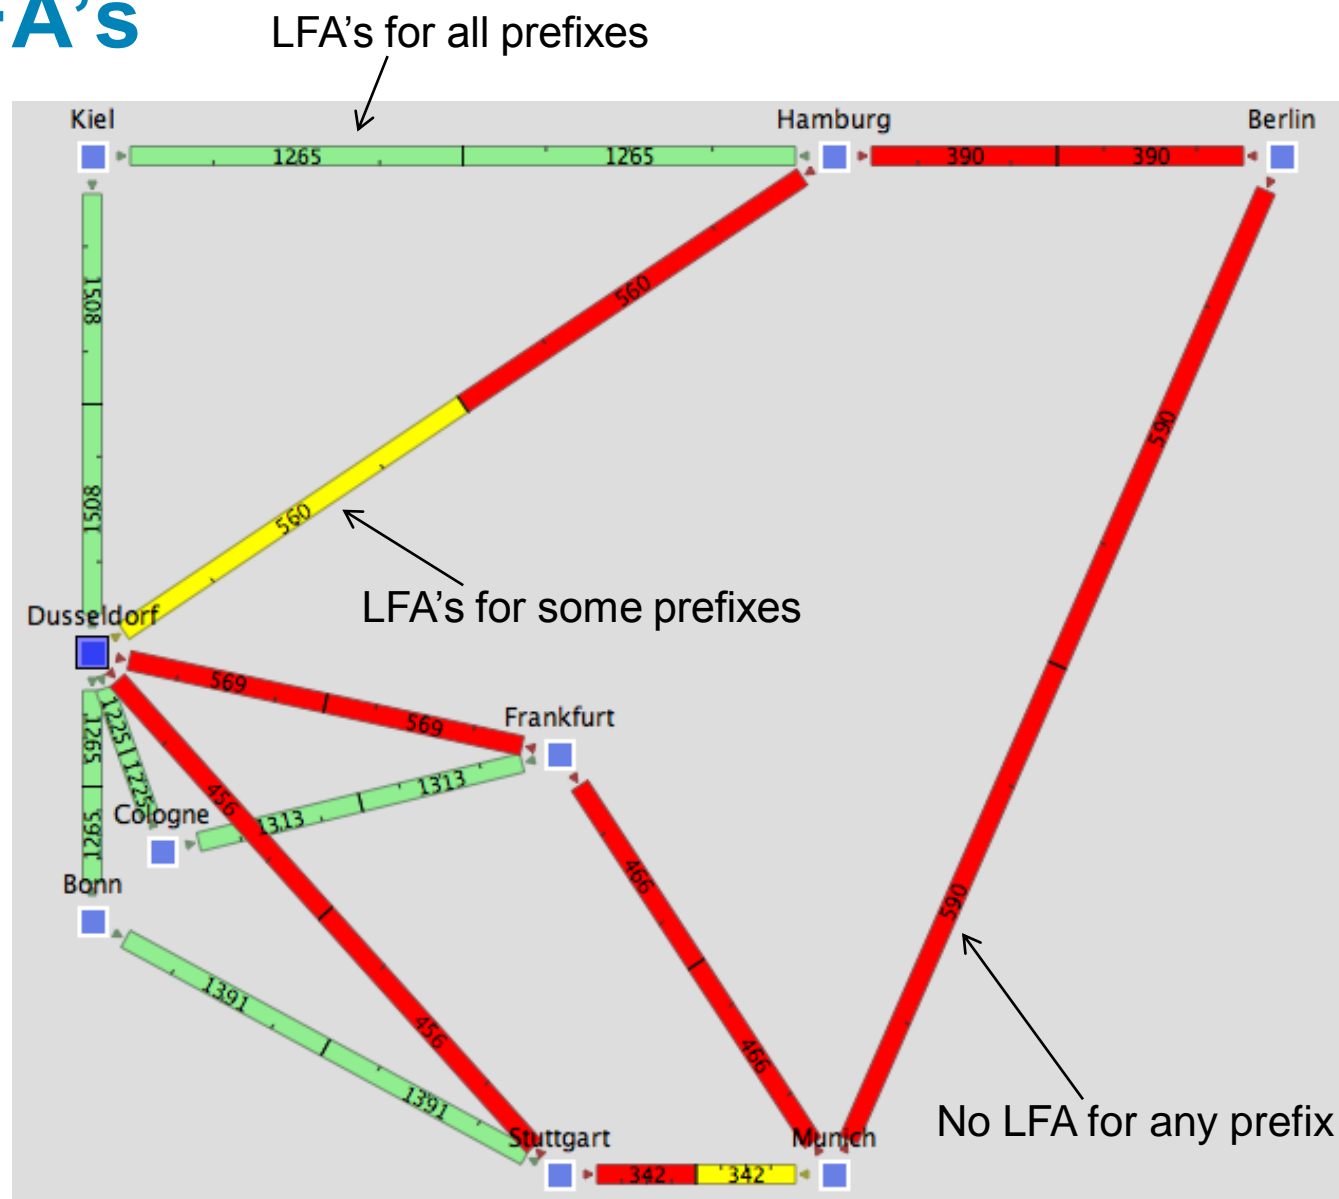 FA's
LFA's for all prefixes
Kiel
Hamburg
Berlin
1265
1265
390
390
1508
560
590
1508
560
LFA's for some prefixes
Dusseldorf
569
569
Frankfurt
1265
1225
1225
1313
1313
456
Cologne
1265
Bonn
466
590
1391
456
466
1391
No LFA for any prefix
Stuttgart
Munich
342
342